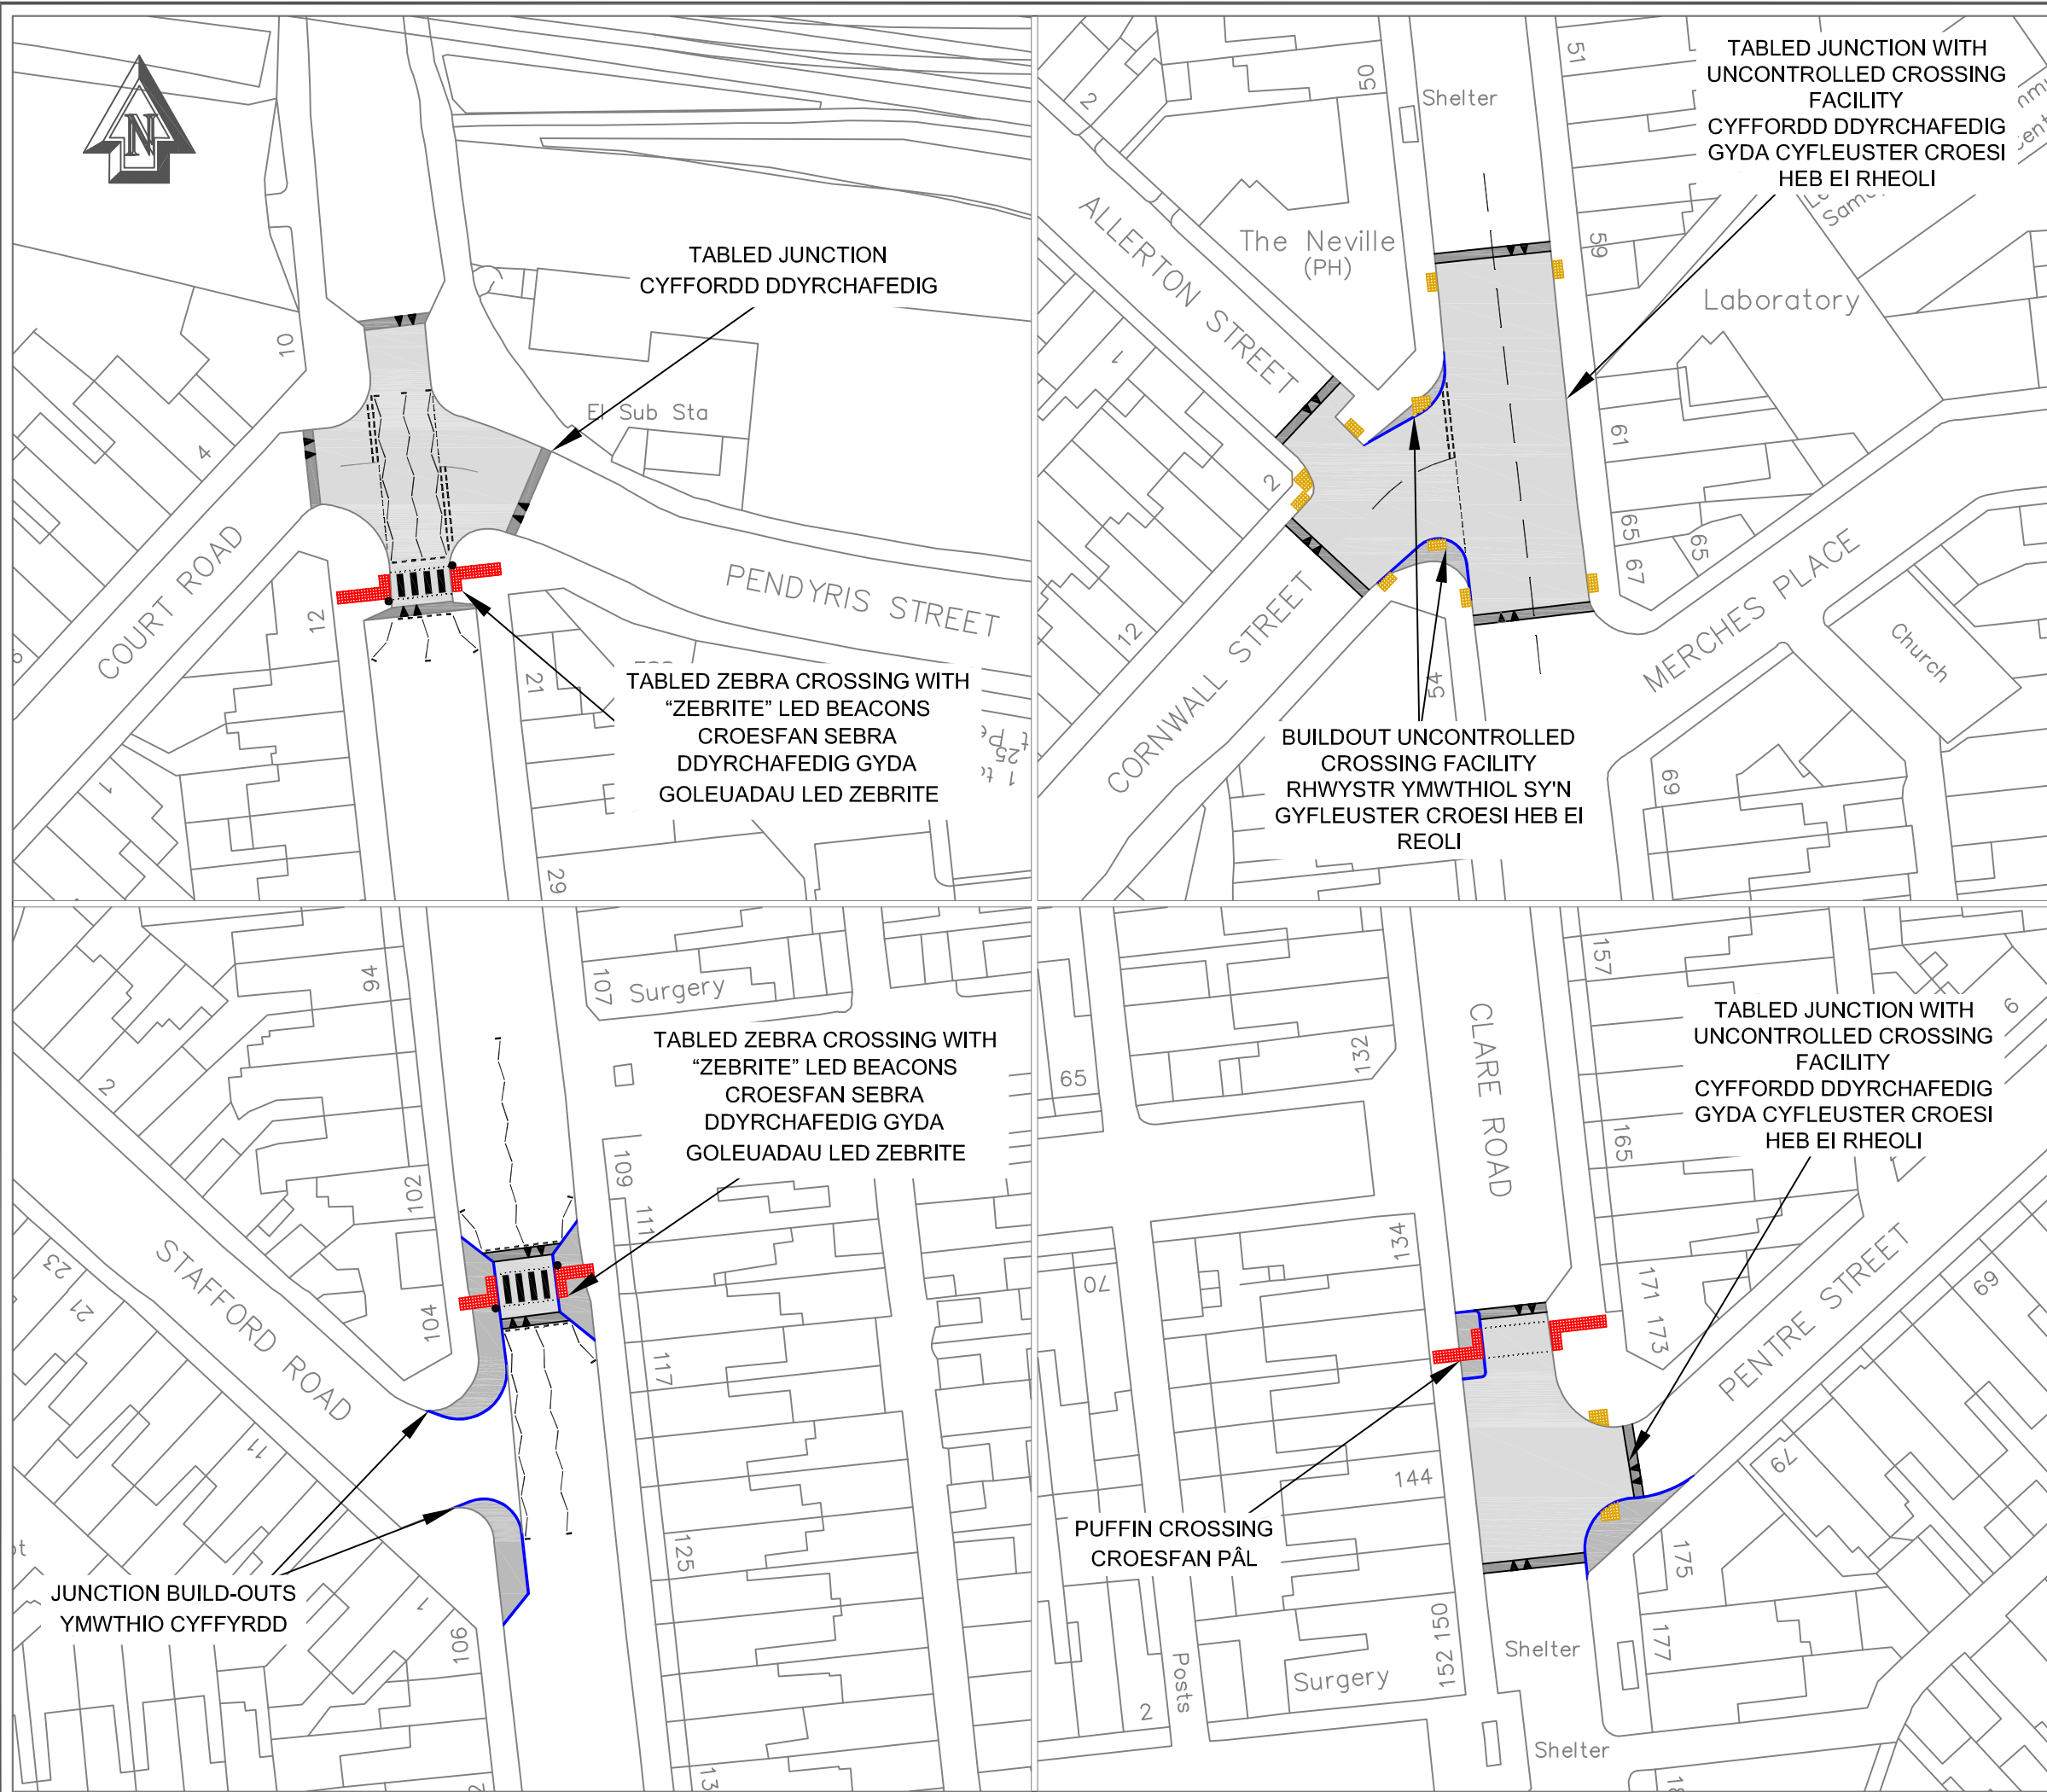 N
TABLED JUNCTION
CYFFORDD DDYRCHAFEDIG
10
4
El Sub Sta
COURT ROAD
PENDYRIS STREET
12
21
1
29
TABLED ZEBRA CROSSING WITH
“ZEBRITE” LED BEACONS
CROESFAN SEBRA
DDYRCHAFEDIG GYDA
GOLEUADAU LED ZEBRITE
TABLED JUNCTION WITH
UNCONTROLLED CROSSING
FACILITY
CYFFORDD DDYRCHAFEDIG
GYDA CYFLEUSTER CROESI
HEB EI RHEOLI
2
50
Shelter
51
ALLERTON STREET
The Neville
(PH)
59
Laboratory
1
61
2
65 67
65
12
CORNWALL STREET
54
MERCHES PLACE
Church
69
BUILDOUT UNCONTROLLED
CROSSING FACILITY
RHWYSTR YMWTHIOL SY'N
GYFLEUSTER CROESI HEB EI
REOLI
94
107
Surgery
2
TABLED ZEBRA CROSSING WITH
“ZEBRITE” LED BEACONS
CROESFAN SEBRA
DDYRCHAFEDIG GYDA
GOLEUADAU LED ZEBRITE
102
109
111
23
21
STAFFORD ROAD
104
117
11
125
JUNCTION BUILD-OUTS
YMWTHIO CYFFYRDD
1
106
157
CLARE ROAD
TABLED JUNCTION WITH
UNCONTROLLED CROSSING
FACILITY
CYFFORDD DDYRCHAFEDIG
GYDA CYFLEUSTER CROESI
HEB EI RHEOLI
9
132
65
165
134
70
171 173
PENTRE STREET
69
79
144
PUFFIN CROSSING
CROESFAN PÂL
175
152 150
177
Shelter
Posts
Surgery
2
Shelter